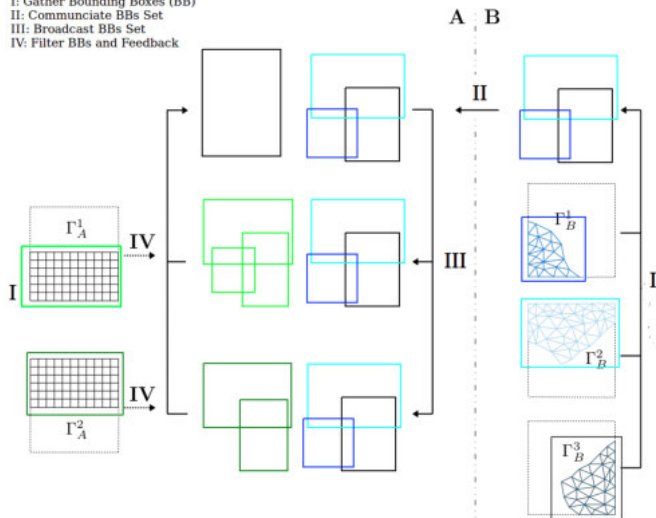 I: Gather Bounding Boxes (BB)
II: Communciate BBs Set
III: Broadcast BBs Set
IV: Filter BBs and Feedback
A B
II
Γ_A^1
IV
I
III
Γ_B^1
I
Γ_B^2
IV
Γ_A^2
Γ_B^3